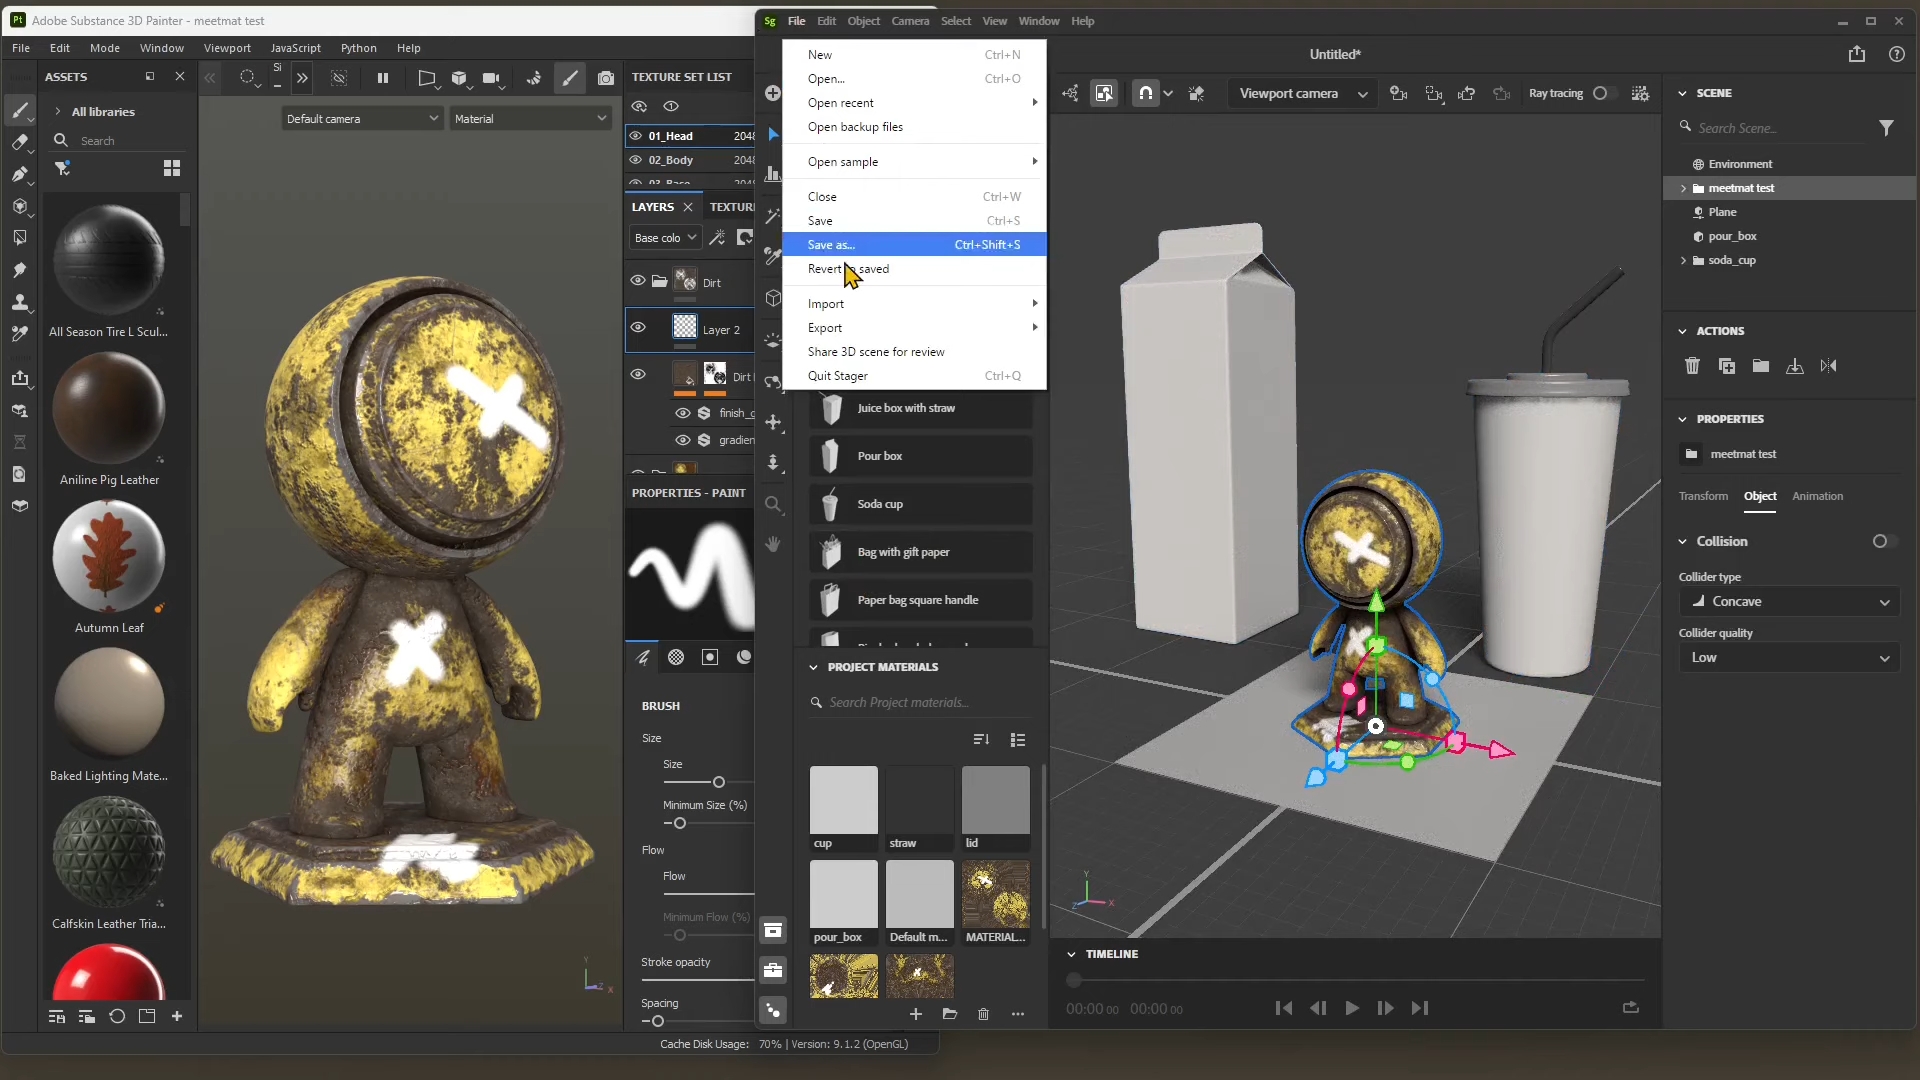 Pt Adobe Substance 3D Painter - meetmat test
File Edit Mode Window Viewport JavaScript Python Help
ASSETS
All libraries
Search
All Season Tire L Scul...
Aniline Pig Leather
Autumn Leaf
Baked Lighting Mate...
Calfskin Leather Tria...
Si
Default camera
Material
TEXTURE SET LIST
01_Head 2048
02_Body 204
LAYERS
Base colo
Dirt
Layer 2
Dirt
finish_
gradien
PROPERTIES - PAINT
BRUSH
Size
Size
Minimum Size (%)
Flow
Flow
Minimum Flow (%)
Stroke opacity
Spacing
Cache Disk Usage: 70% | Version: 9.1.2 (OpenGL)
Y
Z X
Sg File Edit Object Camera Select View Window Help
Untitled*
New Ctrl+N
Open... Ctrl+O
Open recent
Open backup files
Open sample
Close Ctrl+W
Save Ctrl+S
Save as... Ctrl+Shift+S
saved
Import
Export
Share 3D scene for review
Quit Stager Ctrl+Q
Juice box with straw
Pour box
Soda cup
Bag with gift paper
Paper bag square handle
PROJECT MATERIALS
Search Project materials...
cup
straw
lid
pour_box
Default m...
MATERIAL...
Viewport camera
Ray tracing
Y
Z X
TIMELINE
00:00 00 00:00 00
SCENE
Search Scene...
Environment
meetmat test
Plane
pour_box
soda_cup
ACTIONS
PROPERTIES
meetmat test
Transform Object Animation
Collision
Collider type
Concave
Collider quality
Low